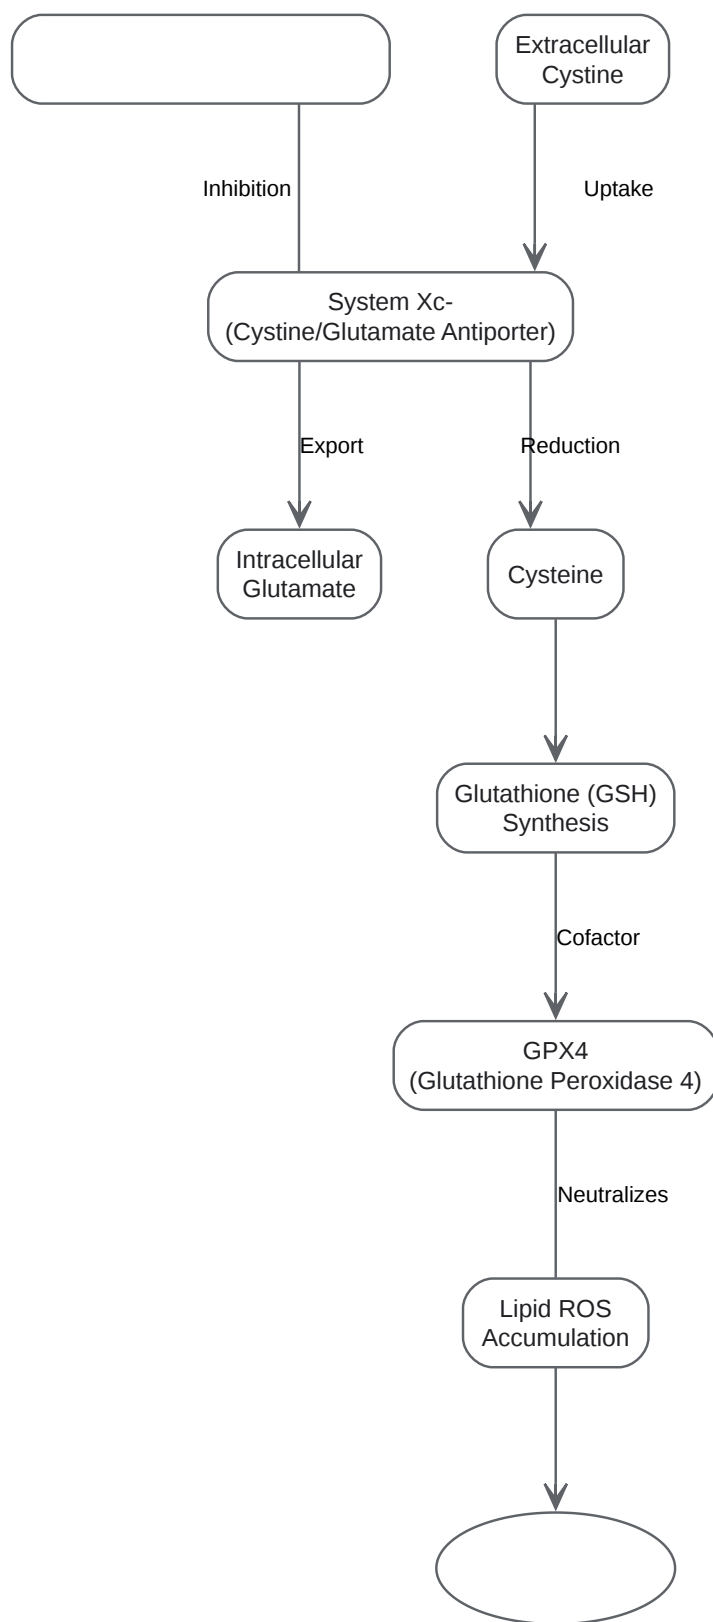 Extracellular
Cystine
Inhibition
Uptake
System Xc-
(Cystine/Glutamate Antiporter)
Export
Reduction
Intracellular
Glutamate
Cysteine
Glutathione (GSH)
Synthesis
Cofactor
GPX4
(Glutathione Peroxidase 4)
Neutralizes
Lipid ROS
Accumulation